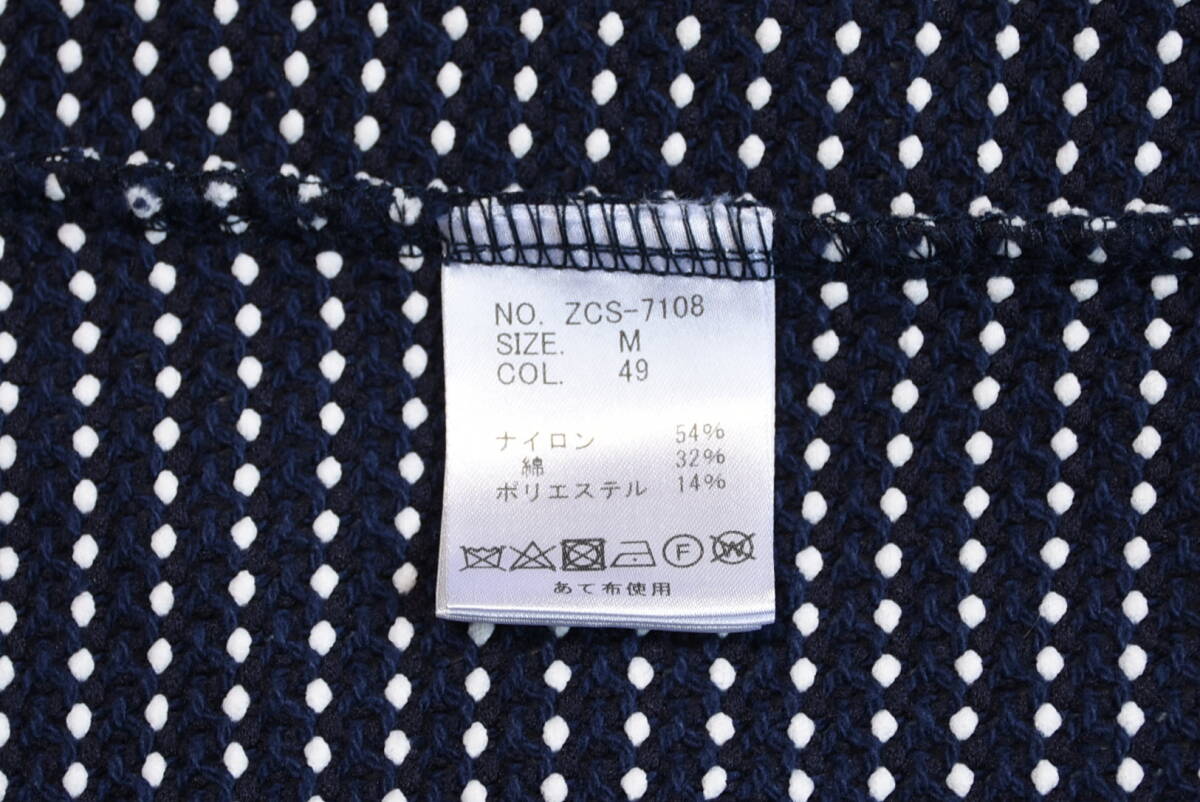 NO. ZCS-7108
SIZE. M
COL. 49
ナイロン 54%
綿 32%
ポリエステル 14%
F W
あて布使用